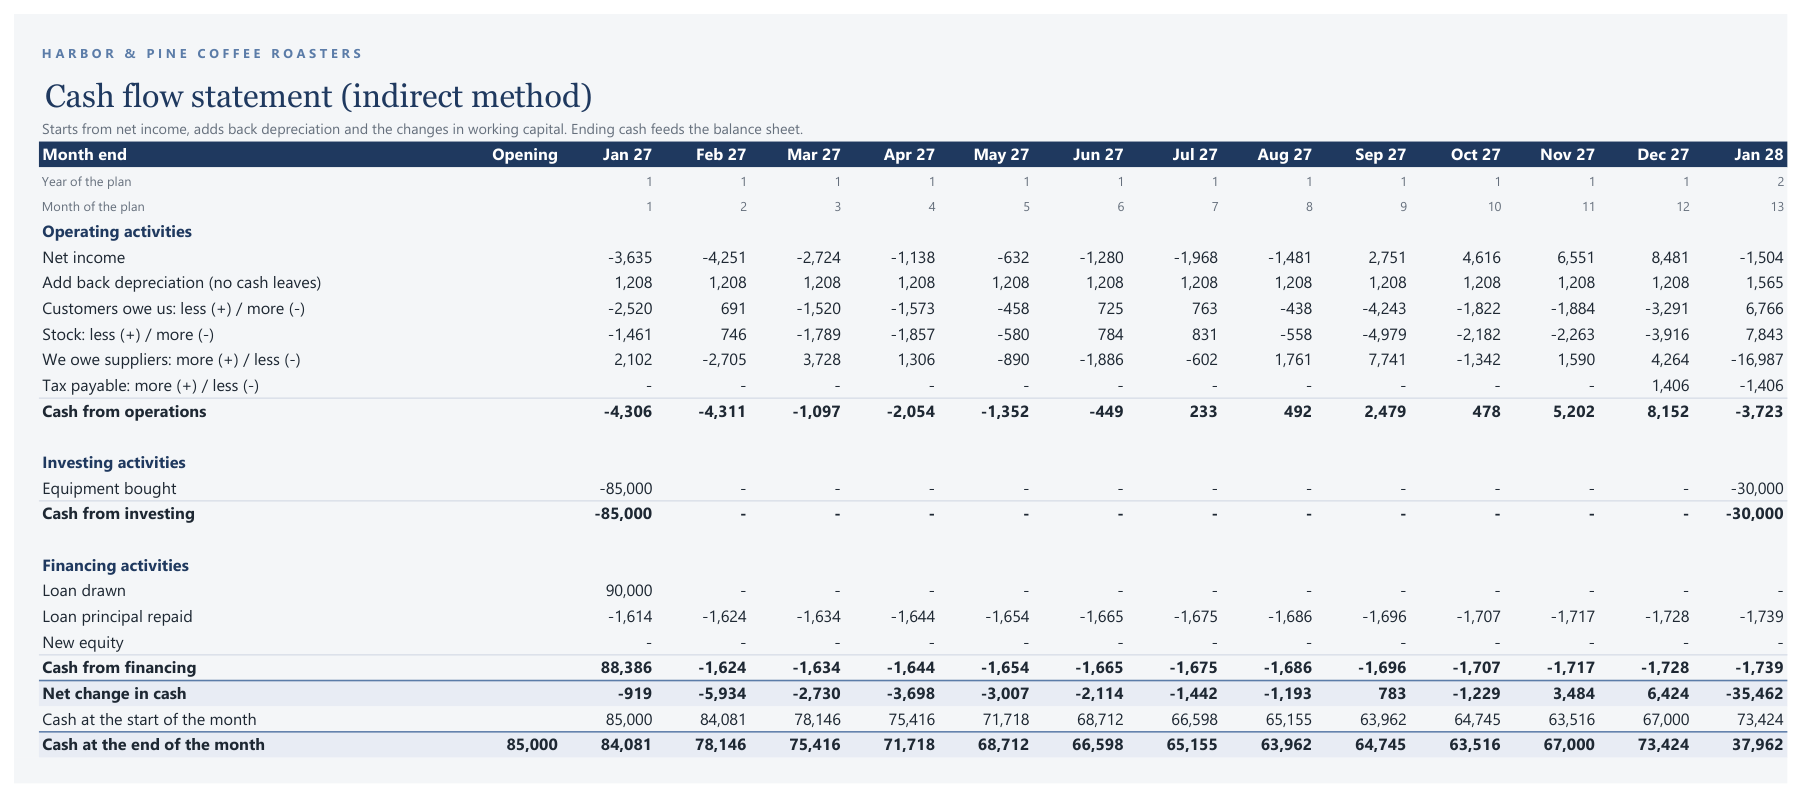 HARBOR & PINE COFFEE ROASTERS
Cash flow statement (indirect method)
Starts from net income, adds back depreciation and the changes in working capital. Ending cash feeds the balance sheet.
Month end Opening Jan 27 Feb 27 Mar 27 Apr 27 May 27 Jun 27 Jul 27 Aug 27 Sep 27 Oct 27 Nov 27 Dec 27 Jan 28
Year of the plan 1 1 1 1 1 1 1 1 1 1 1 1 2
Month of the plan 1 2 3 4 5 6 7 8 9 10 11 12 13
Operating activities
Net income -3,635 -4,251 -2,724 -1,138 -632 -1,280 -1,968 -1,481 2,751 4,616 6,551 8,481 -1,504
Add back depreciation (no cash leaves) 1,208 1,208 1,208 1,208 1,208 1,208 1,208 1,208 1,208 1,208 1,208 1,208 1,565
Customers owe us: less (+) / more (-) -2,520 691 -1,520 -1,573 -458 725 763 -438 -4,243 -1,822 -1,884 -3,291 6,766
Stock: less (+) / more (-) -1,461 746 -1,789 -1,857 -580 784 831 -558 -4,979 -2,182 -2,263 -3,916 7,843
We owe suppliers: more (+) / less (-) 2,102 -2,705 3,728 1,306 -890 -1,886 -602 1,761 7,741 -1,342 1,590 4,264 -16,987
Tax payable: more (+) / less (-) - - - - - - - - - - - 1,406 -1,406
Cash from operations -4,306 -4,311 -1,097 -2,054 -1,352 -449 233 492 2,479 478 5,202 8,152 -3,723
Investing activities
Equipment bought -85,000 - - - - - - - - - - - -30,000
Cash from investing -85,000 - - - - - - - - - - - -30,000
Financing activities
Loan drawn 90,000 - - - - - - - - - - - -
Loan principal repaid -1,614 -1,624 -1,634 -1,644 -1,654 -1,665 -1,675 -1,686 -1,696 -1,707 -1,717 -1,728 -1,739
New equity - - - - - - - - - - - - -
Cash from financing 88,386 -1,624 -1,634 -1,644 -1,654 -1,665 -1,675 -1,686 -1,696 -1,707 -1,717 -1,728 -1,739
Net change in cash -919 -5,934 -2,730 -3,698 -3,007 -2,114 -1,442 -1,193 783 -1,229 3,484 6,424 -35,462
Cash at the start of the month 85,000 84,081 78,146 75,416 71,718 68,712 66,598 65,155 63,962 64,745 63,516 67,000 73,424
Cash at the end of the month 85,000 84,081 78,146 75,416 71,718 68,712 66,598 65,155 63,962 64,745 63,516 67,000 73,424 37,962